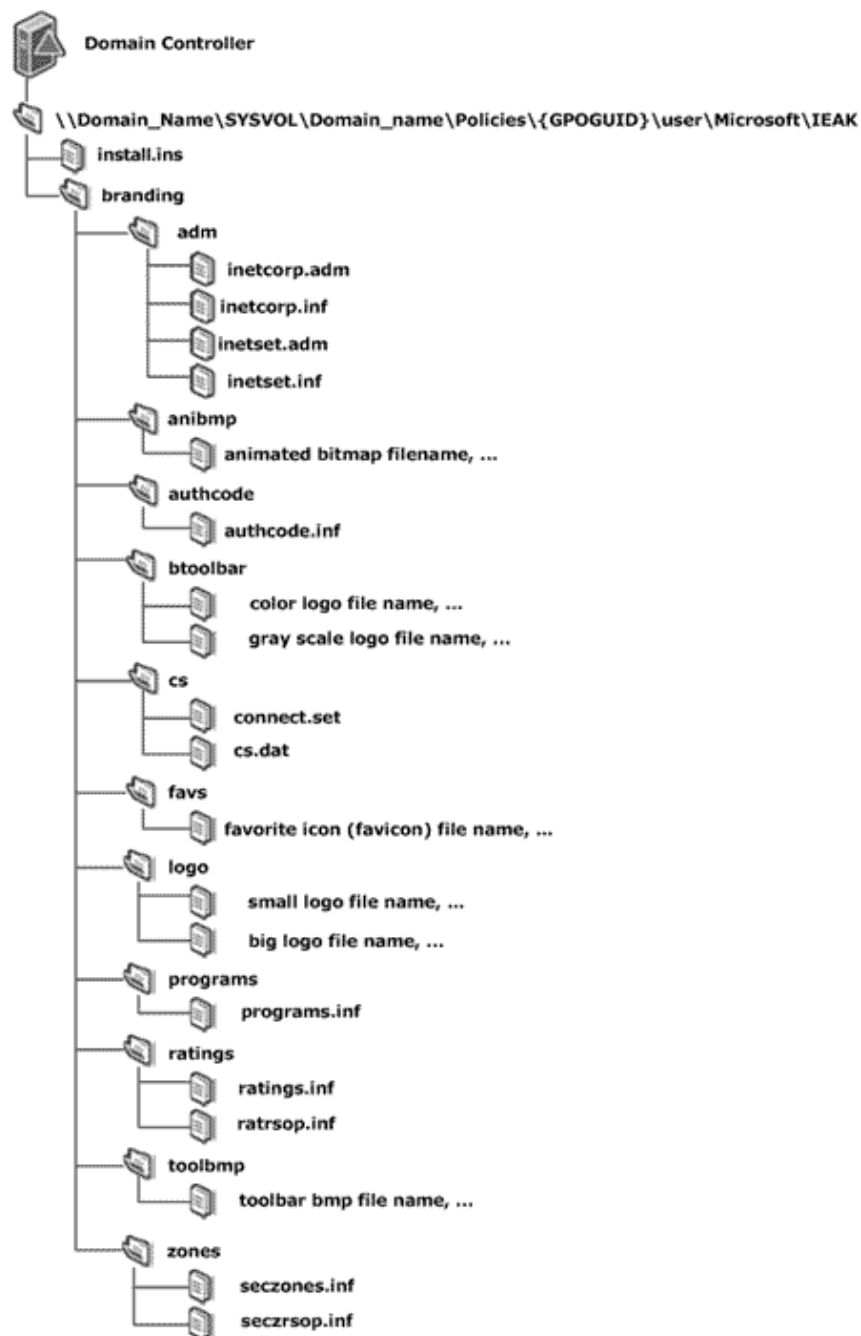 Domain Controller
\\Domain_Name\SYSVOL\Domain_name\Policies\{GPOGUID}\user\Microsoft\IEAK
install.ins
branding
adm
inetcorp.adm
inetcorp.inf
inetset.adm
inetset.inf
anibmp
animated bitmap filename, ...
authcode
authcode.inf
btoolbar
color logo file name, ...
gray scale logo file name, ...
cs
connect.set
cs.dat
favs
favorite icon (favicon) file name, ...
logo
small logo file name, ...
big logo file name, ...
programs
programs.inf
ratings
ratings.inf
ratrsop.inf
toolbmp
toolbar bmp file name, ...
zones
seczones.inf
seczrsop.inf